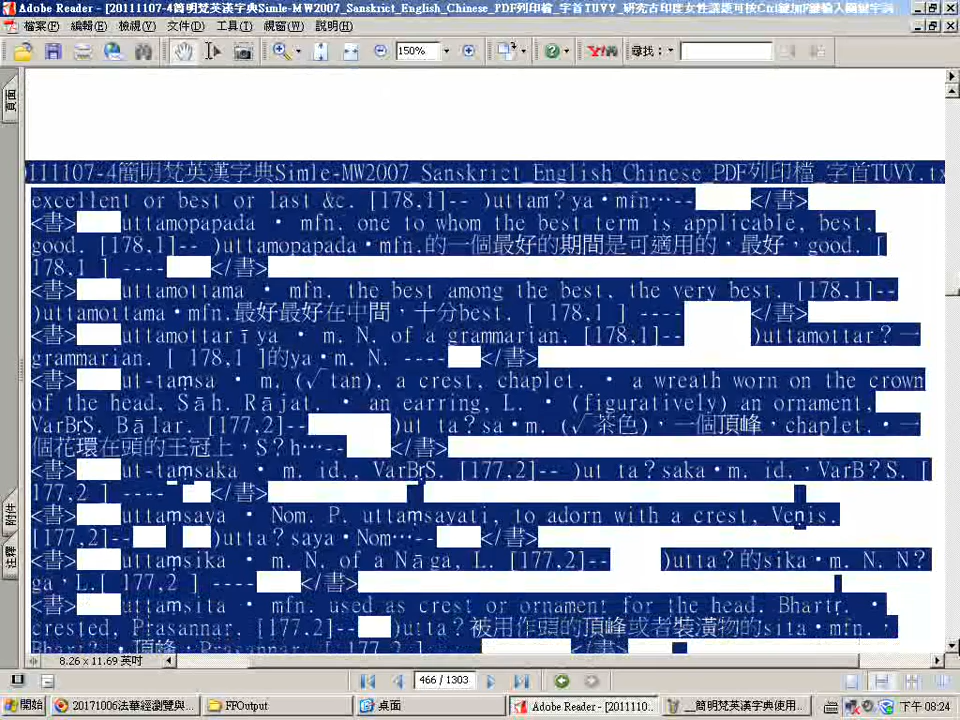 Adobe Reader - [20111107-4簡明梵英漢字典Simle-MW2007_Sanskrict_English_Chinese_PDF列印檔_字首TUVY_研究古印度女性議題可按Ctrl鍵加F鍵輸入關鍵字詞
檔案(F) 編輯(E) 檢視(V) 文件(D) 工具(T) 視窗(W) 說明(H)
150% 尋找:
頁面
111107-4簡明梵英漢字典Simle-MW2007_Sanskrict_English_Chinese_PDF列印檔_字首TUVY.tx
excellent or best or last &c. [178,1]-- )uttam？ya・mfn…-- </書>
<書> uttamopapada ・ mfn. one to whom the best term is applicable, best,
good. [178,1]-- )uttamopapada・mfn.的一個最好的期間是可適用的，最好，good. [
178,1 ] ---- </書>
<書> uttamottama ・ mfn. the best among the best, the very best. [178,1]--
)uttamottama・mfn.最好最好在中間，十分best. [ 178,1 ] ---- </書>
<書> uttamottarīya ・ m. N. of a grammarian. [178,1]-- )uttamottar？一
grammarian. [ 178,1 ]的ya・m. N. ---- </書>
<書> ut-taṃsa ・ m. (√tan), a crest, chaplet. ・ a wreath worn on the crown
of the head, Sāh. Rājat. ・ an earring, L. ・ (figuratively) an ornament,
VarBṛS. Bālar. [177,2]-- )ut ta？sa・m. (√茶色)，一個頂峰，chaplet.・一
個花環在頭的王冠上，S？h…-- </書>
<書> ut-taṃsaka ・ m. id., VarBṛS. [177,2]-- )ut ta？saka・m. id.，VarB？S. [
177,2 ] ---- </書>
<書> uttaṃsaya ・ Nom. P. uttaṃsayati, to adorn with a crest, Veṇis.
[177,2]-- )utta？saya・Nom…-- </書>
<書> uttaṃsika ・ m. N. of a Nāga, L. [177,2]-- )utta？的sika・m. N. N？
ga，L.[ 177,2 ] ---- </書>
<書> uttaṃsita ・ mfn. used as crest or ornament for the head. Bhartṛ. ・
crested, Prasannar. [177,2]-- )utta？被用作頭的頂峰或者裝潢物的sita・mfn.，
Bhart？・頂峰，Prasannar. [177,2 ] ---- </書>
附件
注釋
8.26 x 11.69 英吋
466 / 1303
開始 20171006法華經瀏覽與... FFOutput 桌面 Adobe Reader - [2011110... __簡明梵英漢字典使用... 下午 08:24